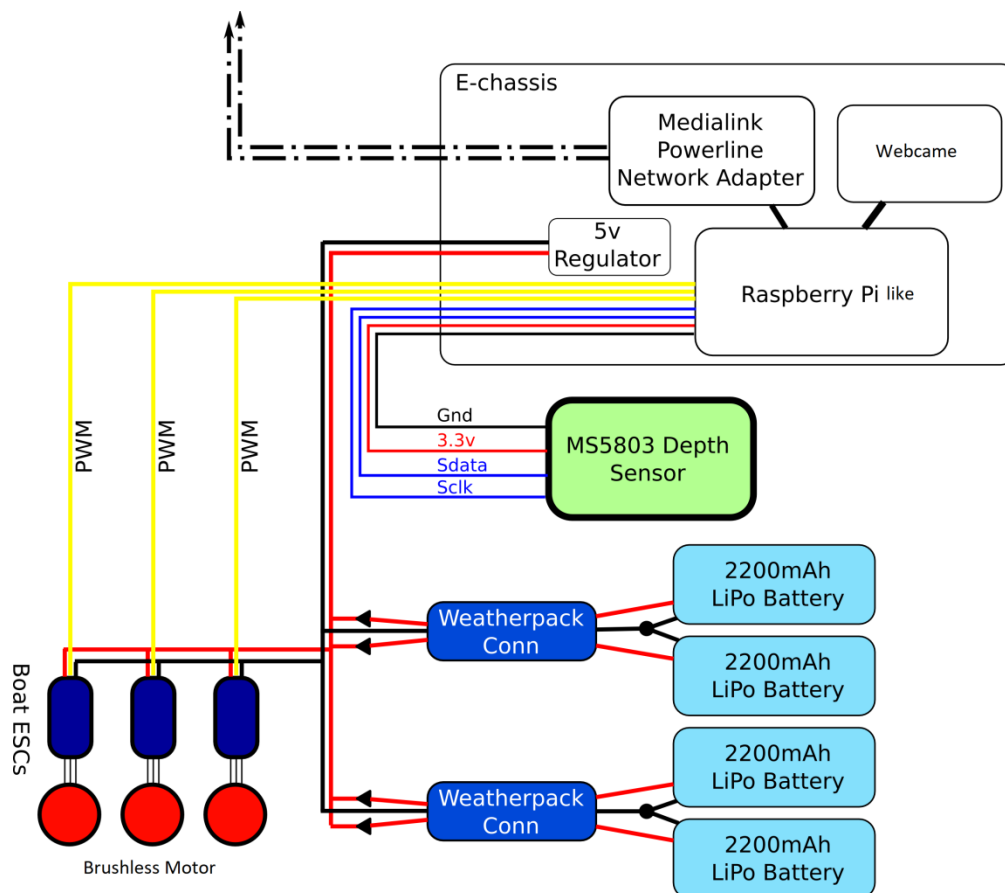 E-chassis
Medialink
Powerline
Network Adapter
Webcame
5v
Regulator
Raspberry Pi like
PWM
PWM
PWM
Gnd
3.3v
Sdata
Sclk
MS5803 Depth
Sensor
2200mAh
LiPo Battery
Weatherpack
Conn
2200mAh
LiPo Battery
Boat ESCs
2200mAh
LiPo Battery
Weatherpack
Conn
2200mAh
LiPo Battery
Brushless Motor